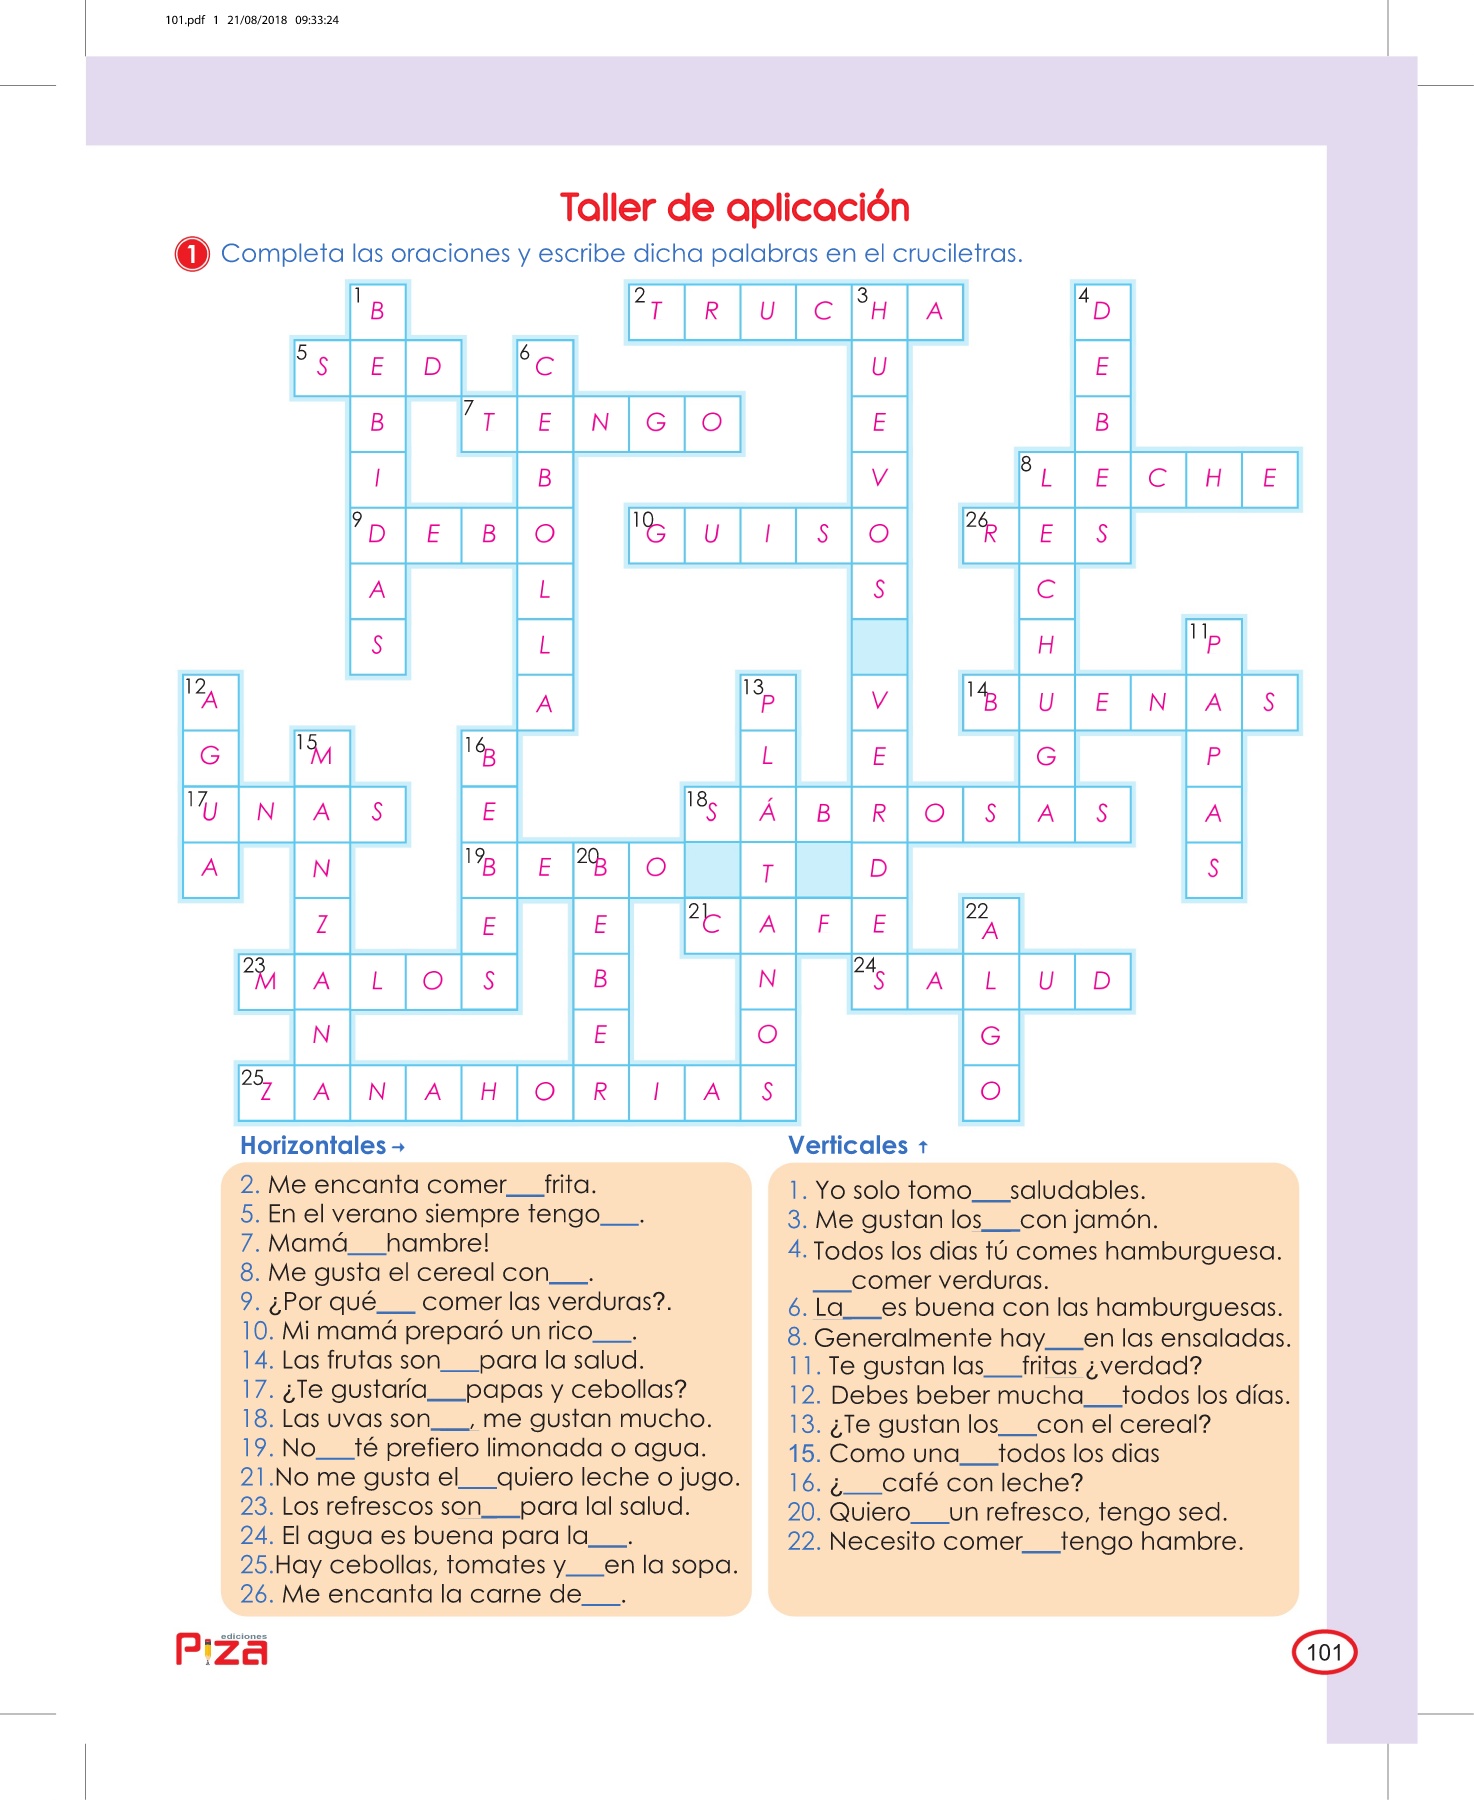 101.pdf 1 21/08/2018 09:33:24
Taller de aplicación
1 Completa las oraciones y escribe dicha palabras en el cruciletras.
1 B 2 T R U C 3 H A 4 D
5 S E D 6 C U E
B 7 T E N G O E B
I B V 8 L E C H E
9 D E B O 10 G U I S O 26 R E S
A L S C
S L H 11 P
12 A A 13 P V 14 B U E N A S
G 15 M 16 B L E G P
17 U N A S E 18 S Á B R O S A S A
A N 19 B E 20 B O T D S
Z E E 21 C A F E 22 A
23 M A L O S B N 24 S A L U D
N E O G
25 Z A N A H O R I A S O
Horizontales →
2. Me encanta comer___frita.
5. En el verano siempre tengo___.
7. Mamá___hambre!
8. Me gusta el cereal con___.
9. ¿Por qué___ comer las verduras?.
10. Mi mamá preparó un rico___.
14. Las frutas son___para la salud.
17. ¿Te gustaría___papas y cebollas?
18. Las uvas son___, me gustan mucho.
19. No___té prefiero limonada o agua.
21.No me gusta el___quiero leche o jugo.
23. Los refrescos son___para lal salud.
24. El agua es buena para la___.
25.Hay cebollas, tomates y___en la sopa.
26. Me encanta la carne de___.
Verticales ↑
1. Yo solo tomo___saludables.
3. Me gustan los___con jamón.
4. Todos los dias tú comes hamburguesa.
___comer verduras.
6. La___es buena con las hamburguesas.
8. Generalmente hay___en las ensaladas.
11. Te gustan las___fritas ¿verdad?
12. Debes beber mucha___todos los días.
13. ¿Te gustan los___con el cereal?
15. Como una___todos los dias
16. ¿___café con leche?
20. Quiero___un refresco, tengo sed.
22. Necesito comer___tengo hambre.
ediciones
Piza
101